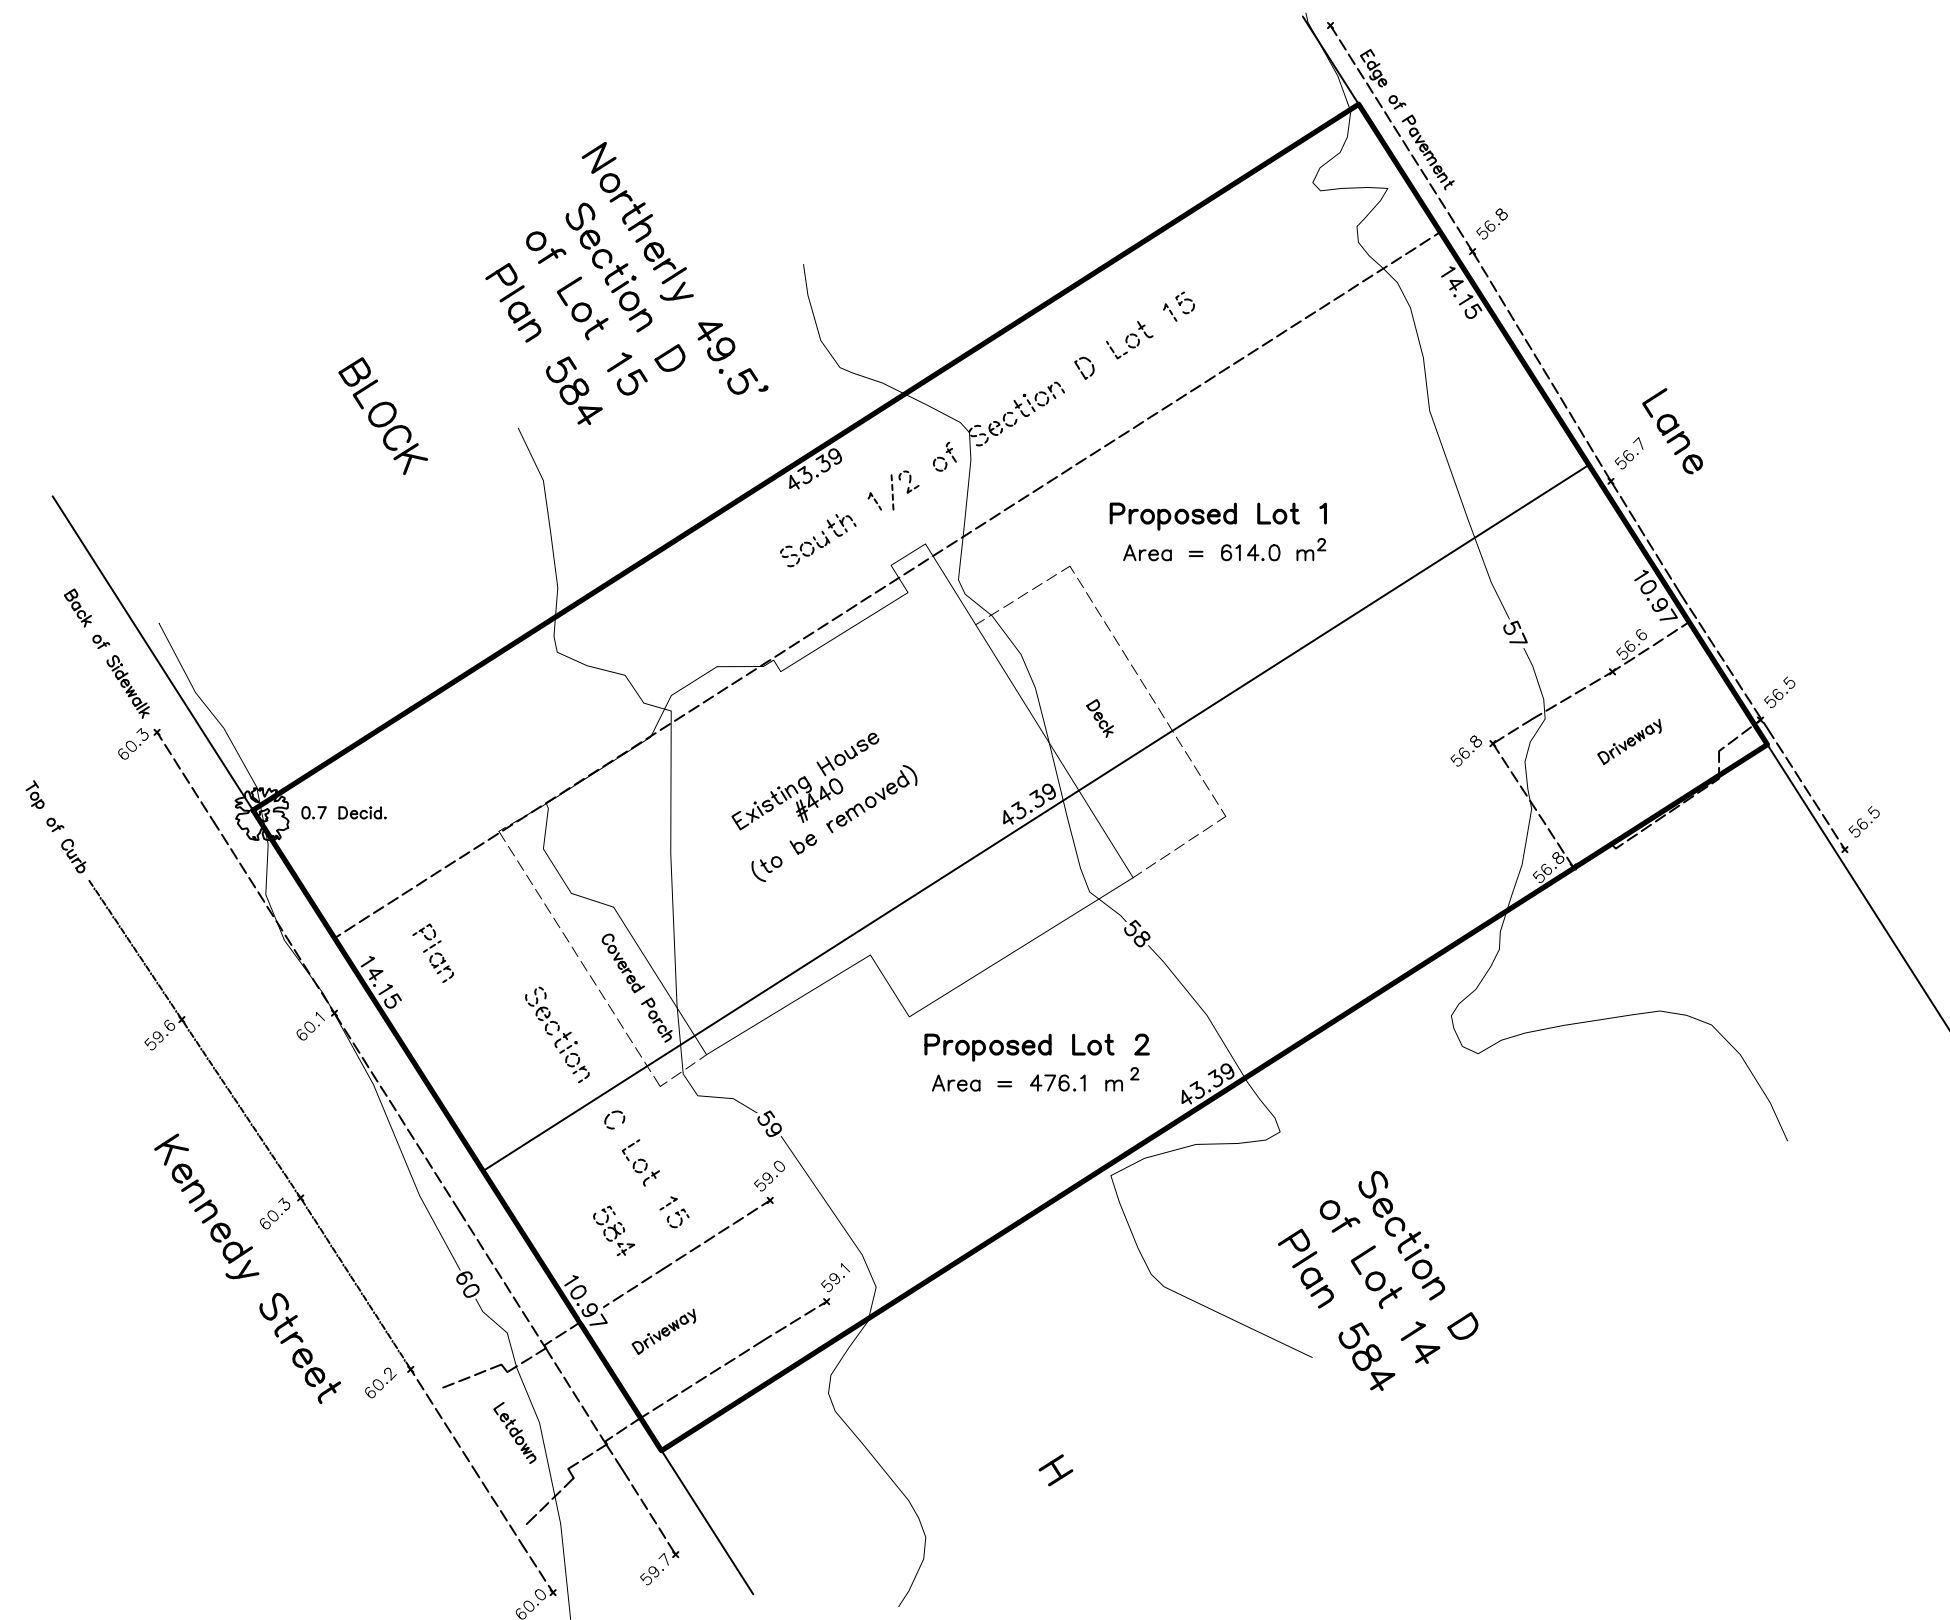 Edge of Pavement
56.8
14.15
Northerly 49.5’
Section D
of Lot 15
Plan 584
BLOCK
South 1/2 of Section D Lot 15
43.39
Lane
56.7
Proposed Lot 1
Area = 614.0 m²
10.97
57
56.6
56.5
56.8
Driveway
56.5
56.8
Back of Sidewalk
60.3
Top of Curb
0.7 Decid.
Existing House
#440
(to be removed)
Deck
43.39
58
Plan
14.15
Section
Covered Porch
60.1
59.6
Proposed Lot 2
Area = 476.1 m²
43.39
59
C Lot 15
584
59.0
59.1
Kennedy Street
60.3
60
10.97
Driveway
60.2
Letdown
59.7
60.0
Section D
of Lot 14
Plan 584
H